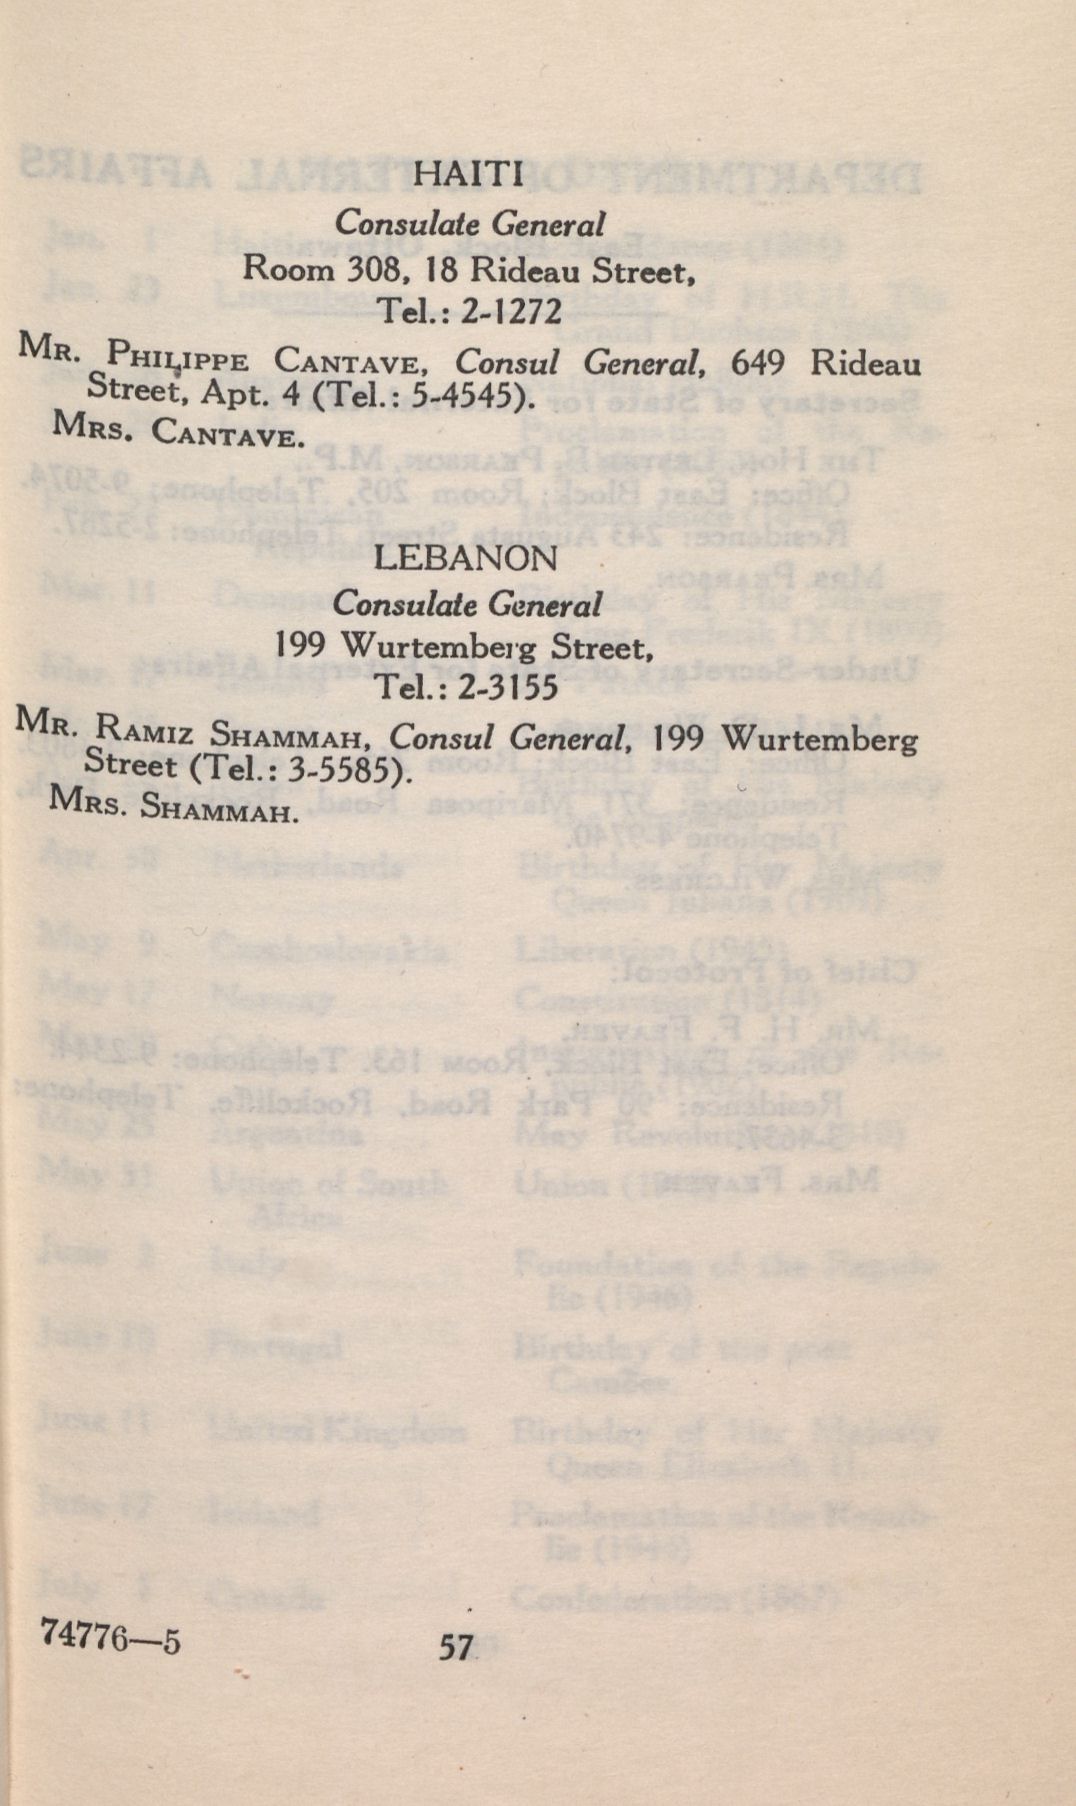 HAITI
Consulate General
Room 308, 18 Rideau Street,
Tel.: 2-1272
MR. PHILIPPE CANTAVE, Consul General, 649 Rideau
Street, Apt. 4 (Tel.: 5-4545).
MRS. CANTAVE.
LEBANON
Consulate General
199 Wurtemberg Street,
Tel.: 2-3155
MR. RAMIZ SHAMMAH, Consul General, 199 Wurtemberg
Street (Tel.: 3-5585).
MRS. SHAMMAH.
74776—5
57